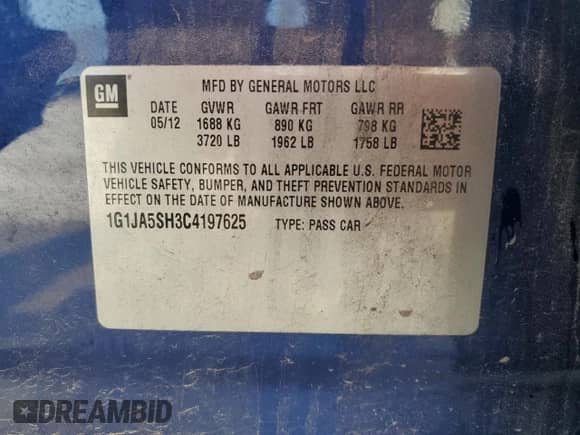 GM
MFD BY GENERAL MOTORS LLC
DATE GVWR GAWR FRT GAWR RR
05/12 1688 KG 890 KG 798 KG
3720 LB 1962 LB 1758 LB
THIS VEHICLE CONFORMS TO ALL APPLICABLE U.S. FEDERAL MOTOR
VEHICLE SAFETY, BUMPER, AND THEFT PREVENTION STANDARDS IN
EFFECT ON THE DATE OF MANUFACTURE SHOWN ABOVE.
1G1JA5SH3C4197625 TYPE: PASS CAR
DREAMBID